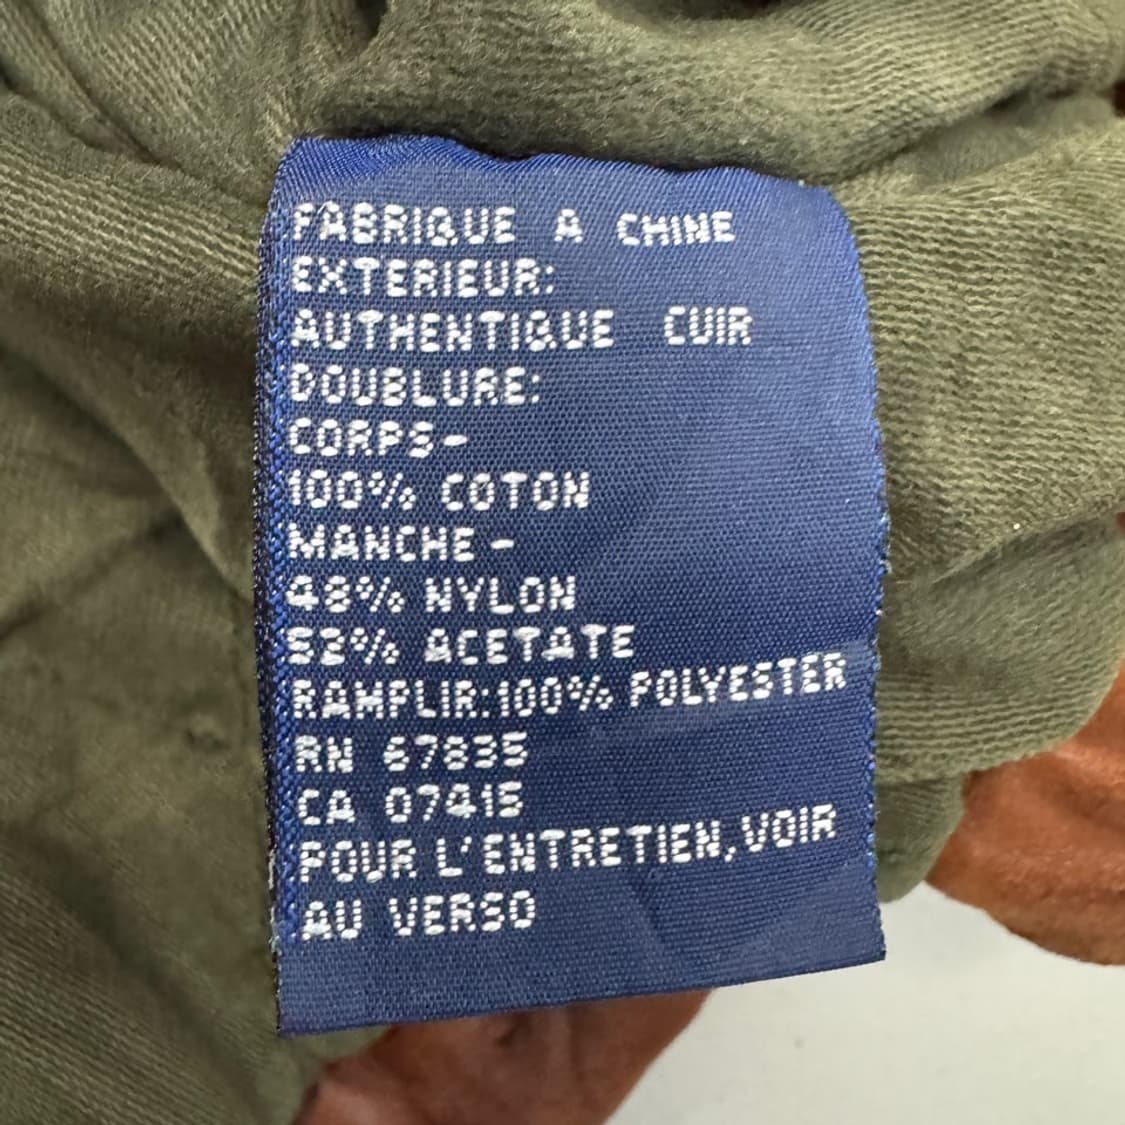 FABRIQUE A CHINE
EXTERIEUR:
AUTHENTIQUE CUIR
DOUBLURE:
CORPS-
100% COTON
MANCHE-
48% NYLON
52% ACETATE
RAMPLIR:100% POLYESTER
RN 67835
CA 07415
POUR L'ENTRETIEN,VOIR
AU VERSO